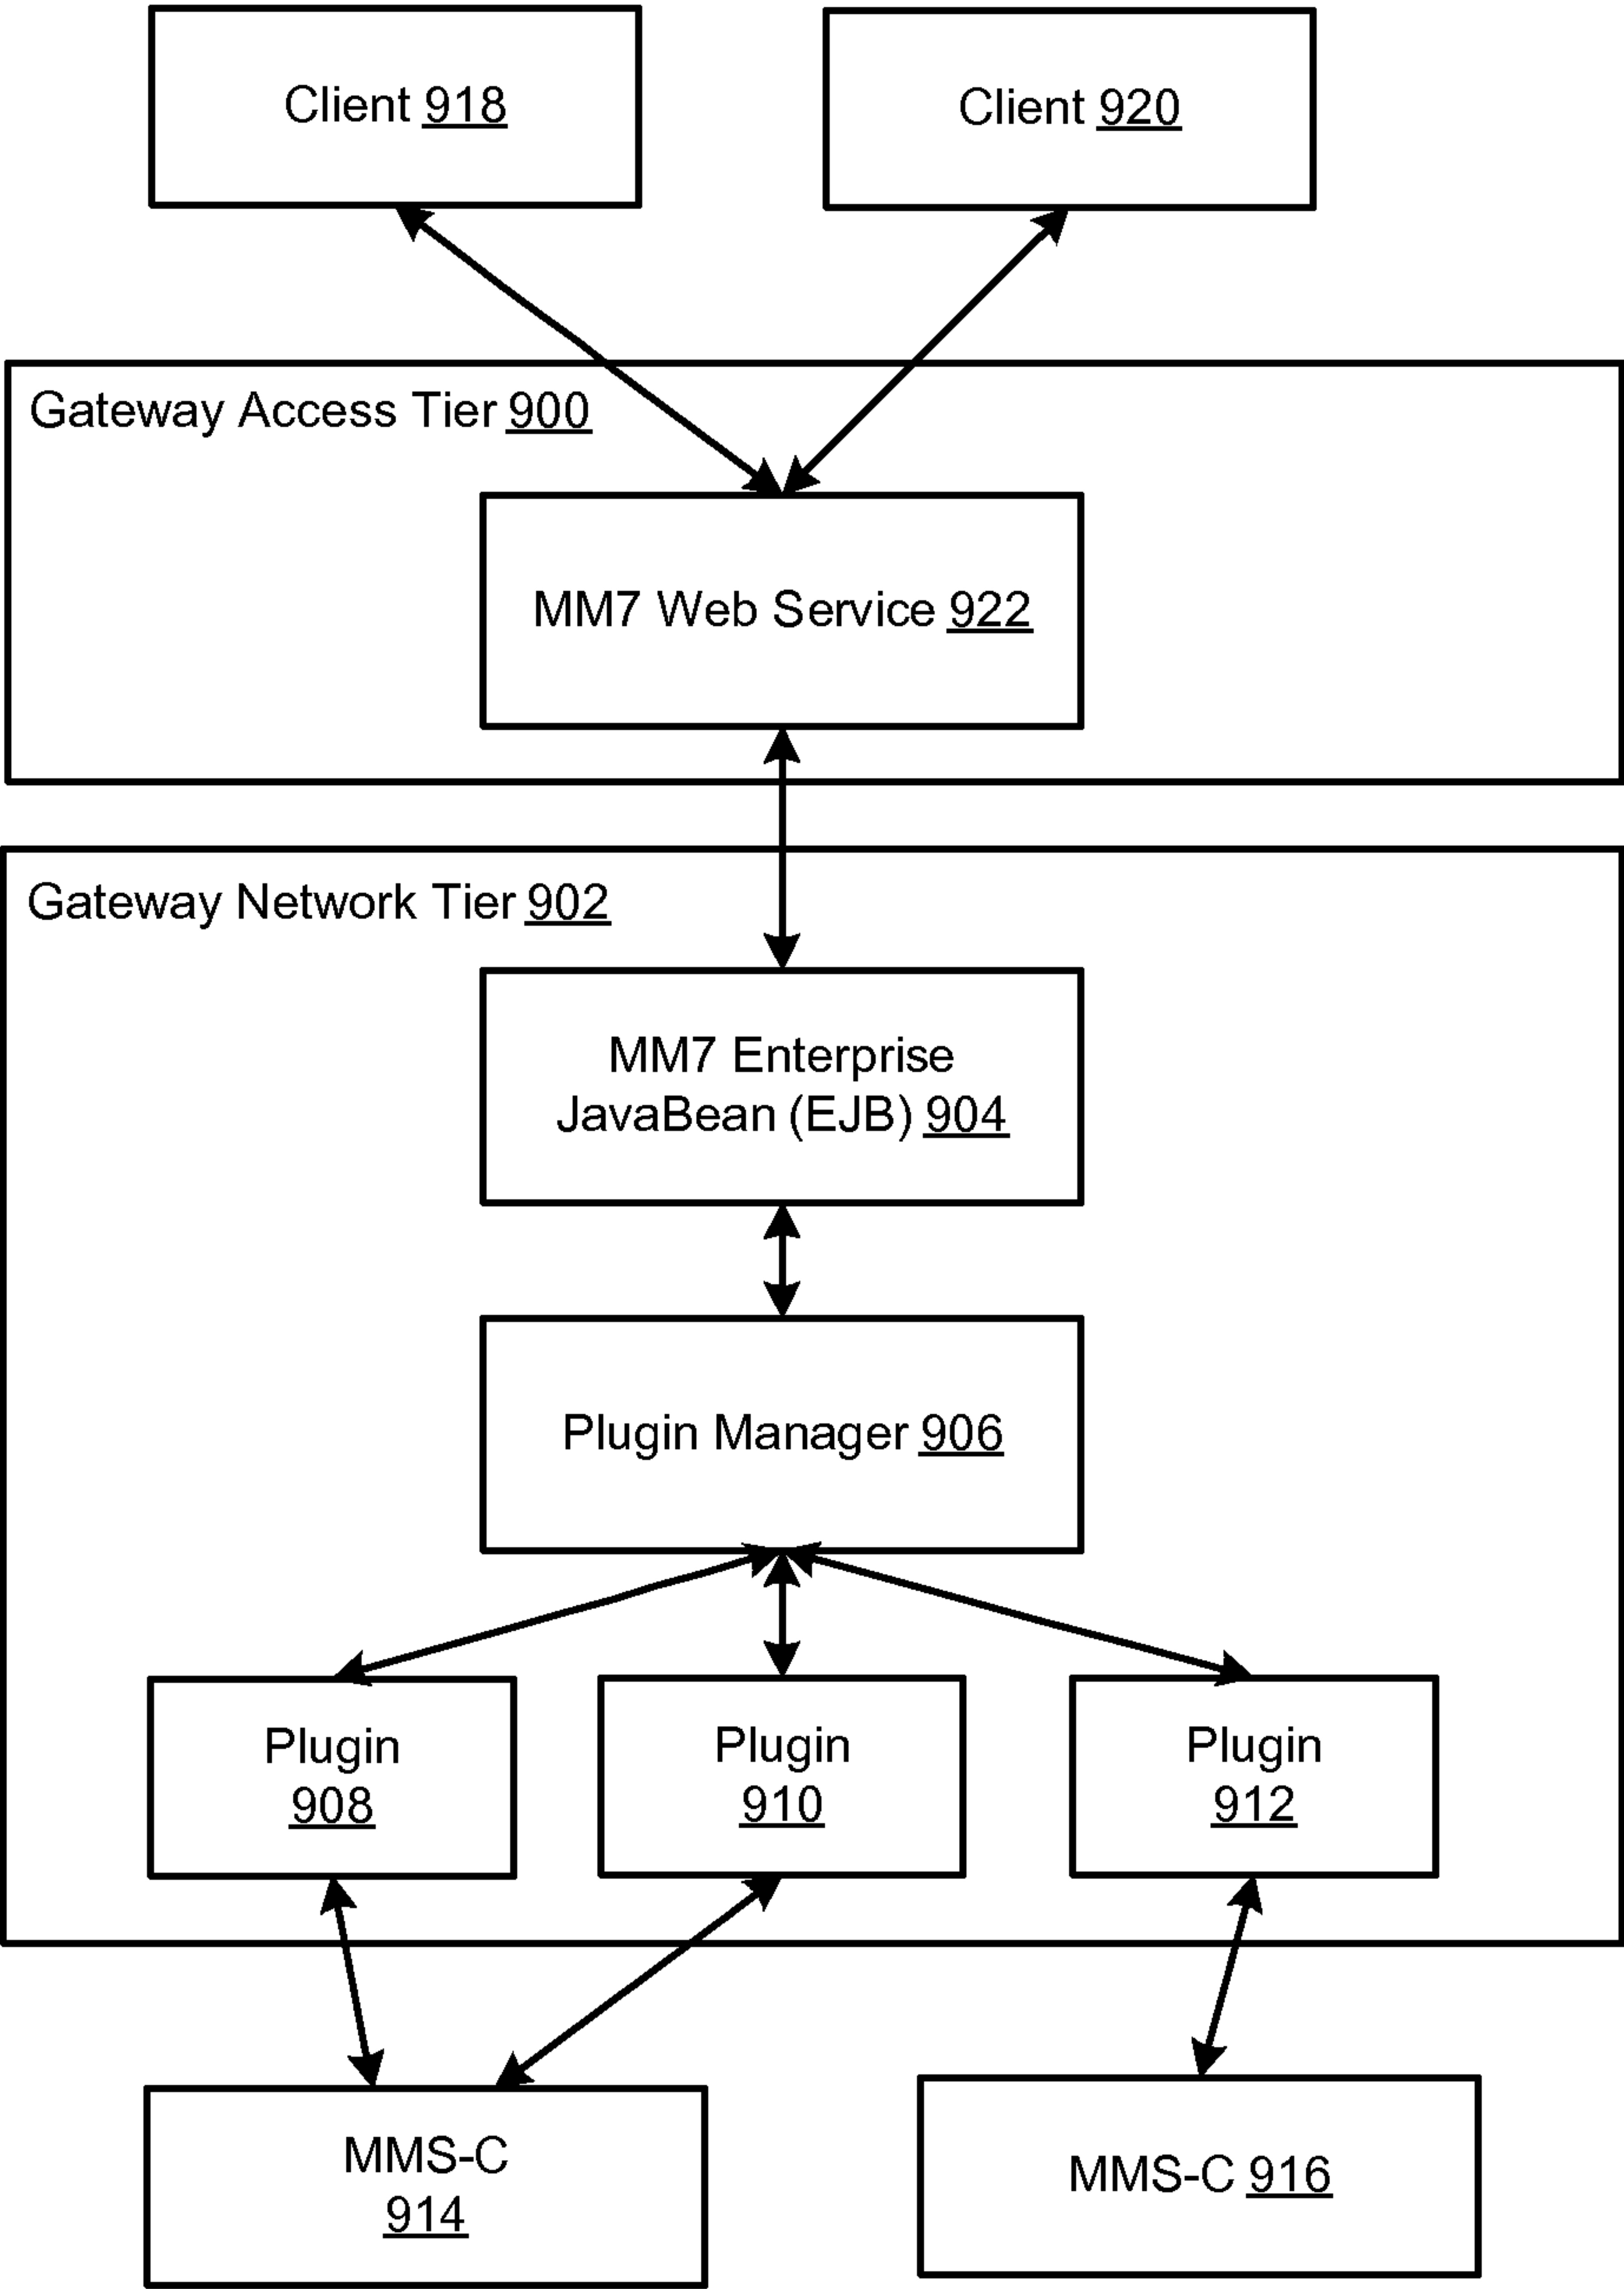 Client 918
Client 920
Gateway Access Tier 900
MM7 Web Service 922
Gateway Network Tier 902
MM7 Enterprise
JavaBean (EJB) 904
Plugin Manager 906
Plugin
908
Plugin
910
Plugin
912
MMS-C
914
MMS-C 916